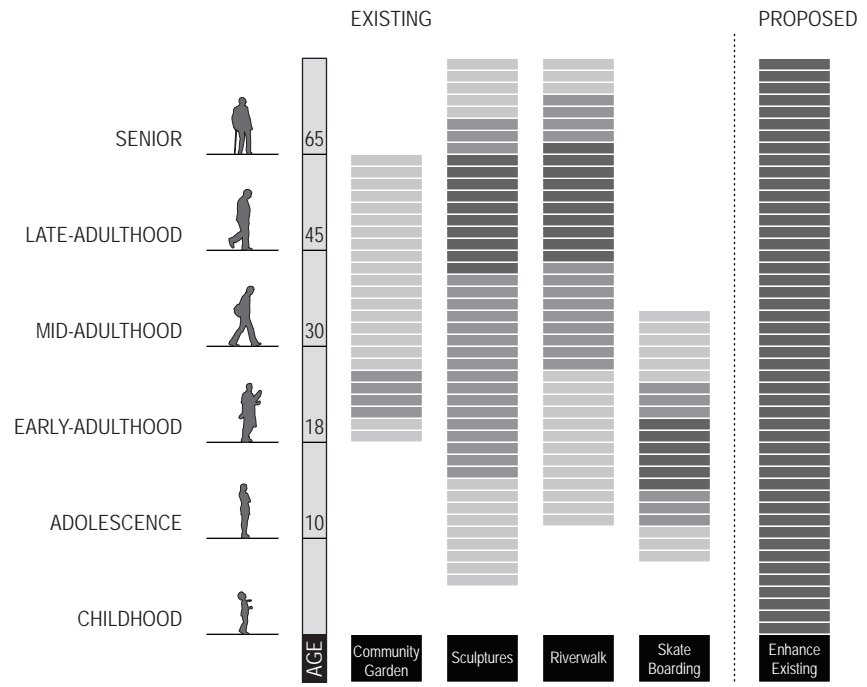 EXISTING
PROPOSED
SENIOR
65
LATE-ADULTHOOD
45
MID-ADULTHOOD
30
EARLY-ADULTHOOD
18
ADOLESCENCE
10
CHILDHOOD
AGE
Community
Garden
Sculptures
Riverwalk
Skate
Boarding
Enhance
Existing